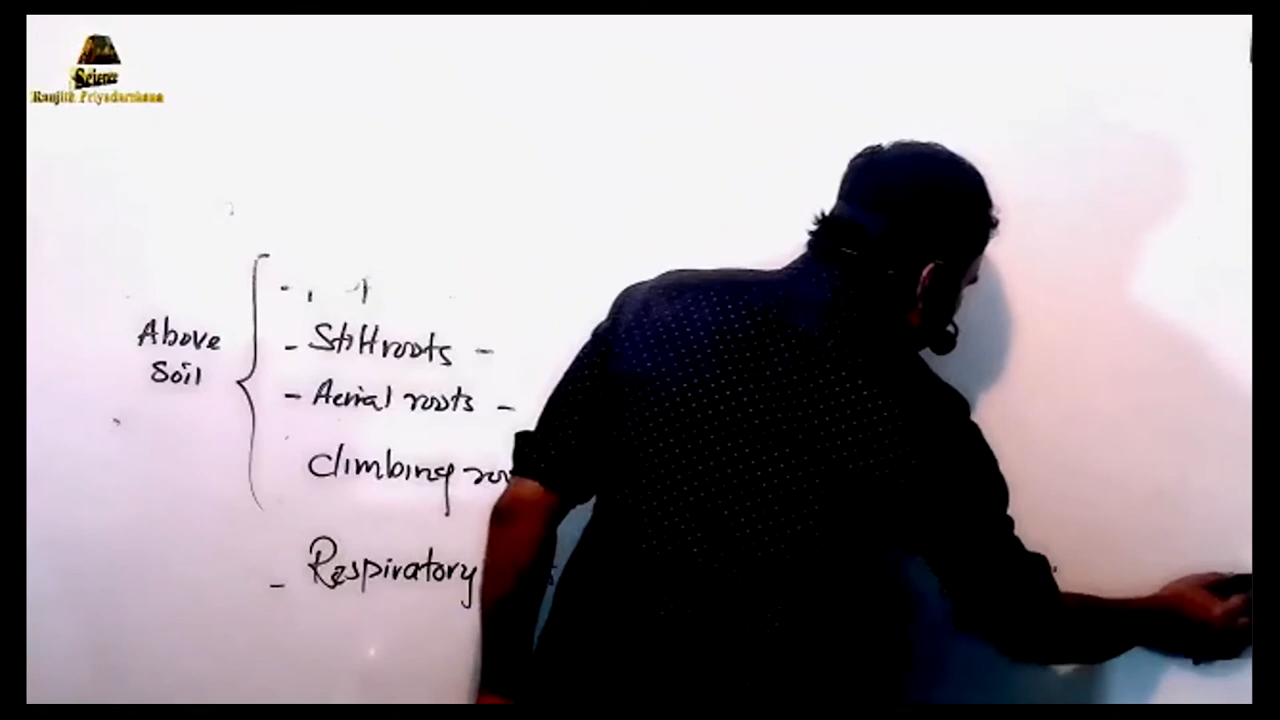 Science
Ranjith Priyadarshana
Above
Soil
- Stilt roots -
- Aerial roots -
Climbing
- Respiratory